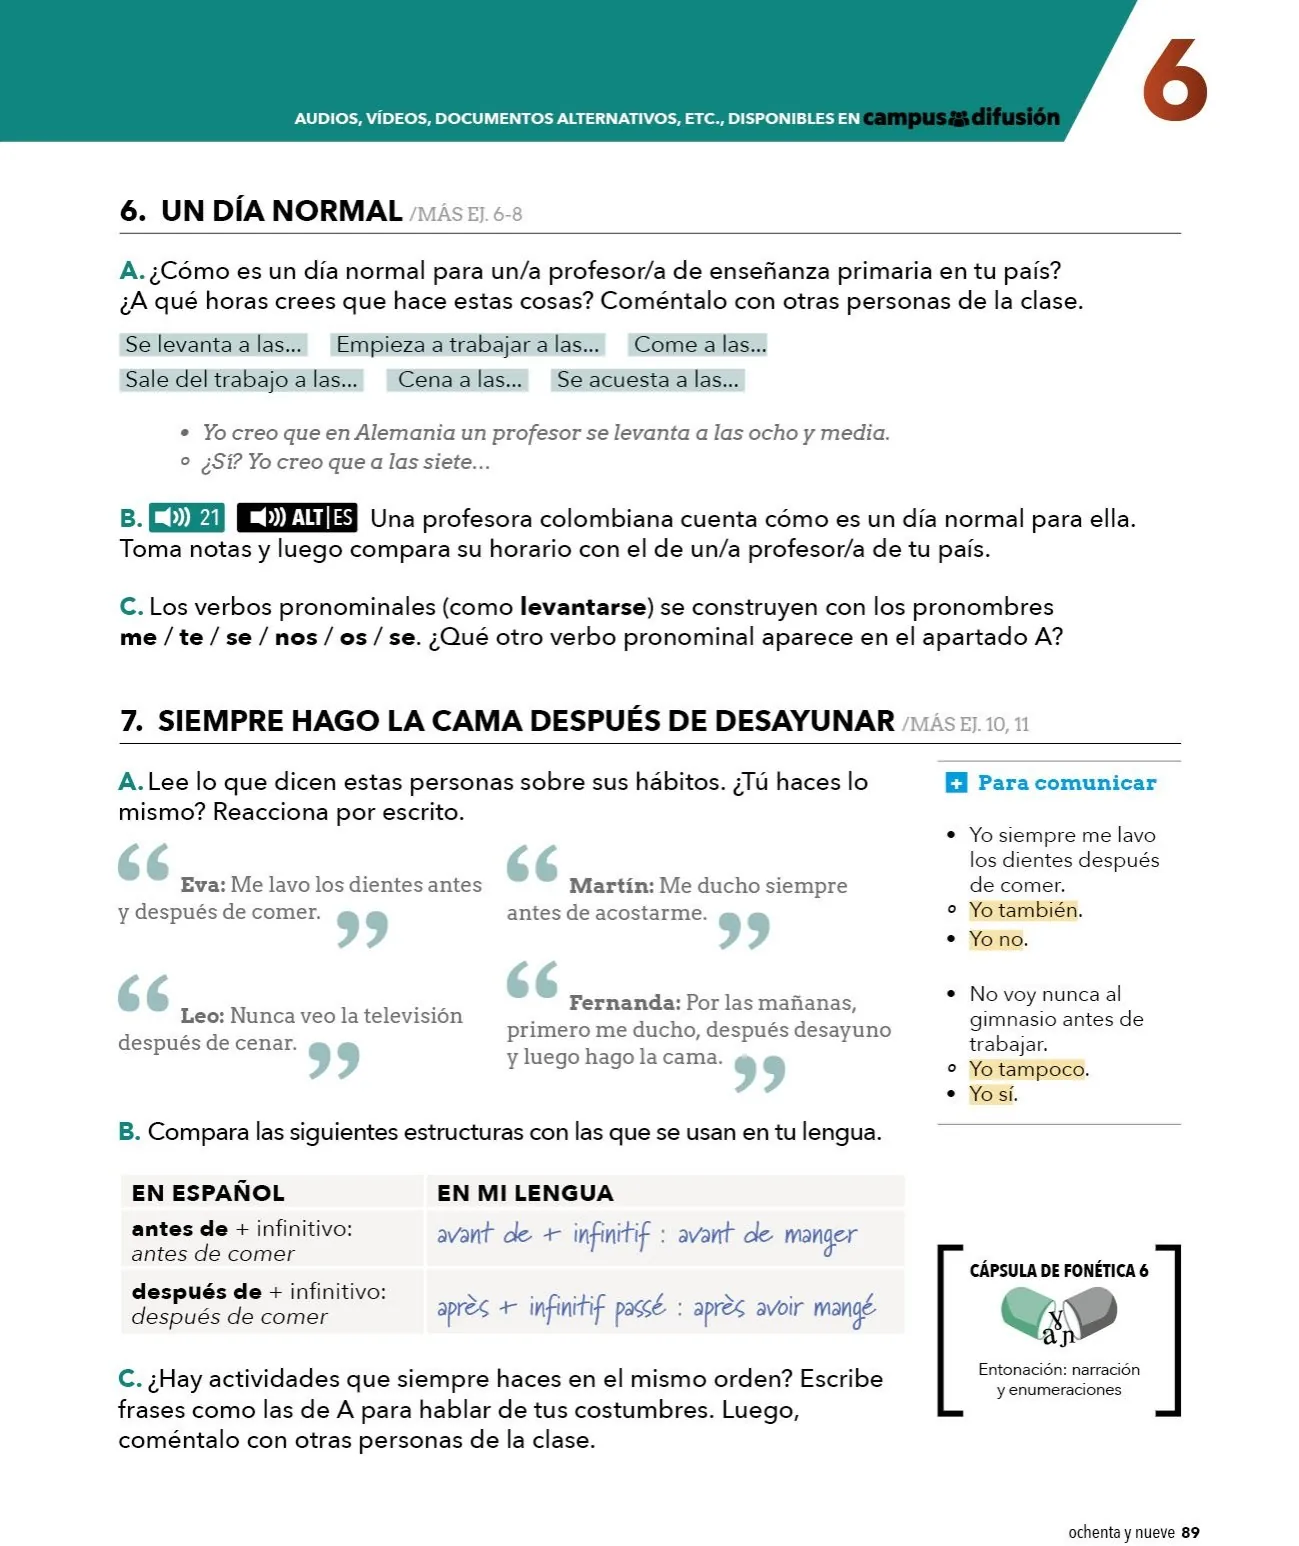 6
AUDIOS, VÍDEOS, DOCUMENTOS ALTERNATIVOS, ETC., DISPONIBLES EN campus difusión
6. UN DÍA NORMAL /MÁS EJ. 6-8
A. ¿Cómo es un día normal para un/a profesor/a de enseñanza primaria en tu país?
¿A qué horas crees que hace estas cosas? Coméntalo con otras personas de la clase.
Se levanta a las... Empieza a trabajar a las... Come a las...
Sale del trabajo a las... Cena a las... Se acuesta a las...
• Yo creo que en Alemania un profesor se levanta a las ocho y media.
○ ¿Sí? Yo creo que a las siete...
B. 21 ALT|ES Una profesora colombiana cuenta cómo es un día normal para ella.
Toma notas y luego compara su horario con el de un/a profesor/a de tu país.
C. Los verbos pronominales (como levantarse) se construyen con los pronombres
me / te / se / nos / os / se. ¿Qué otro verbo pronominal aparece en el apartado A?
7. SIEMPRE HAGO LA CAMA DESPUÉS DE DESAYUNAR /MÁS EJ. 10, 11
A. Lee lo que dicen estas personas sobre sus hábitos. ¿Tú haces lo
mismo? Reacciona por escrito.
“Eva: Me lavo los dientes antes
y después de comer.”
“Martín: Me ducho siempre
antes de acostarme.”
“Leo: Nunca veo la televisión
después de cenar.”
“Fernanda: Por las mañanas,
primero me ducho, después desayuno
y luego hago la cama.”
+ Para comunicar
• Yo siempre me lavo
los dientes después
de comer.
○ Yo también.
• Yo no.
• No voy nunca al
gimnasio antes de
trabajar.
○ Yo tampoco.
• Yo sí.
B. Compara las siguientes estructuras con las que se usan en tu lengua.
EN ESPAÑOL EN MI LENGUA
antes de + infinitivo:
antes de comer
avant de + infinitif : avant de manger
después de + infinitivo:
después de comer
après + infinitif passé : après avoir mangé
C. ¿Hay actividades que siempre haces en el mismo orden? Escribe
frases como las de A para hablar de tus costumbres. Luego,
coméntalo con otras personas de la clase.
CÁPSULA DE FONÉTICA 6
Entonación: narración
y enumeraciones
ochenta y nueve 89